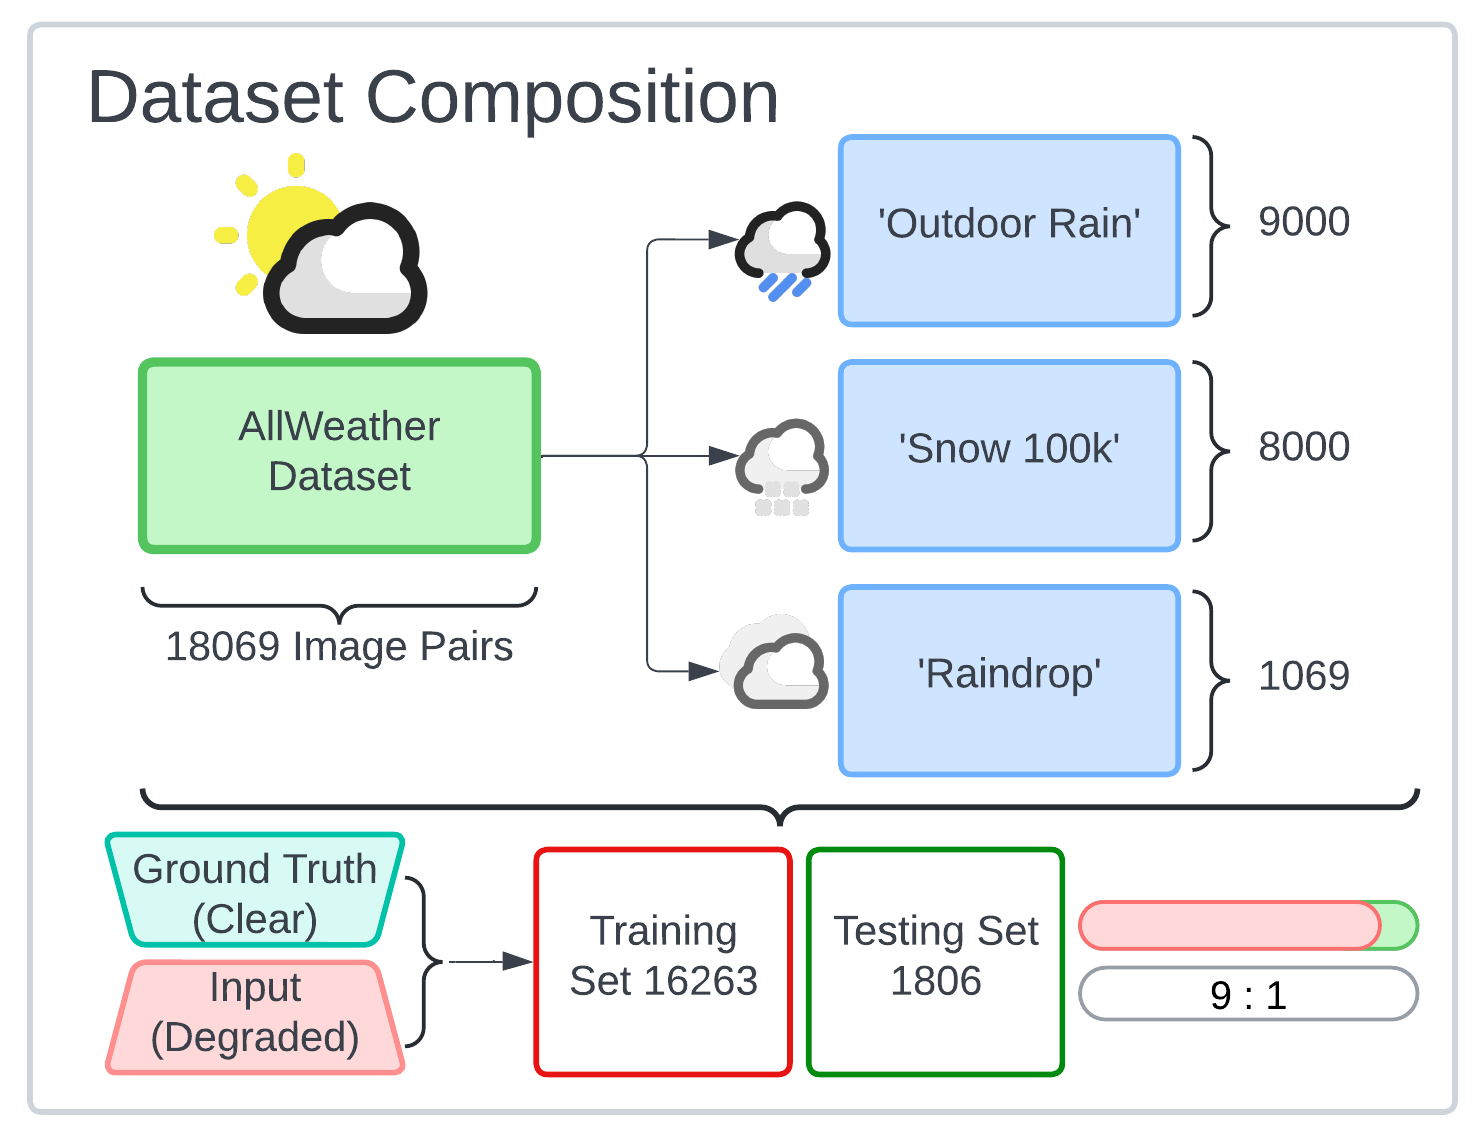 Dataset Composition
'Outdoor Rain'
9000
AllWeather
Dataset
'Snow 100k'
8000
18069 Image Pairs
'Raindrop'
1069
Ground Truth
(Clear)
Input
(Degraded)
Training
Set 16263
Testing Set
1806
9 : 1